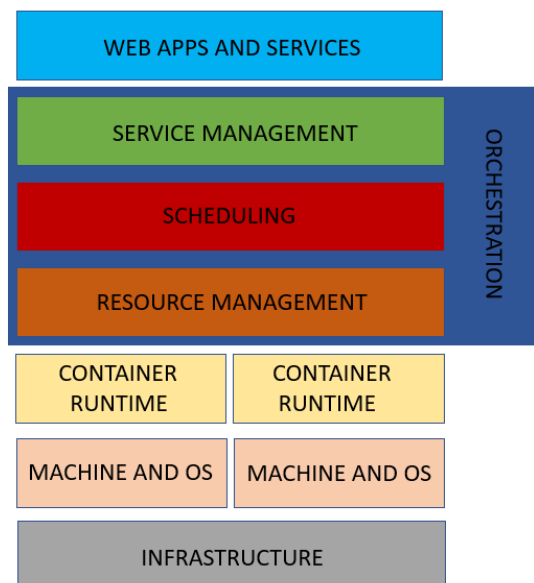 WEB APPS AND SERVICES
SERVICE MANAGEMENT
ORCHESTRATION
SCHEDULING
RESOURCE MANAGEMENT
CONTAINER
RUNTIME
CONTAINER
RUNTIME
MACHINE AND OS
MACHINE AND OS
INFRASTRUCTURE